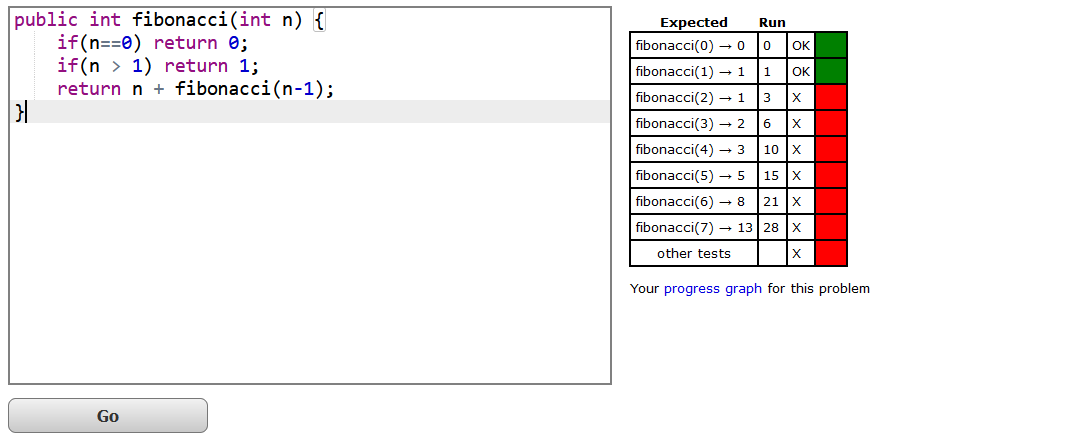 public int fibonacci(int n) {
if(n==0) return 0;
if(n > 1) return 1;
return n + fibonacci(n-1);
}
Go
Expected Run
fibonacci(0) → 0 0 OK
fibonacci(1) → 1 1 OK
fibonacci(2) → 1 3 X
fibonacci(3) → 2 6 X
fibonacci(4) → 3 10 X
fibonacci(5) → 5 15 X
fibonacci(6) → 8 21 X
fibonacci(7) → 13 28 X
other tests X
Your progress graph for this problem